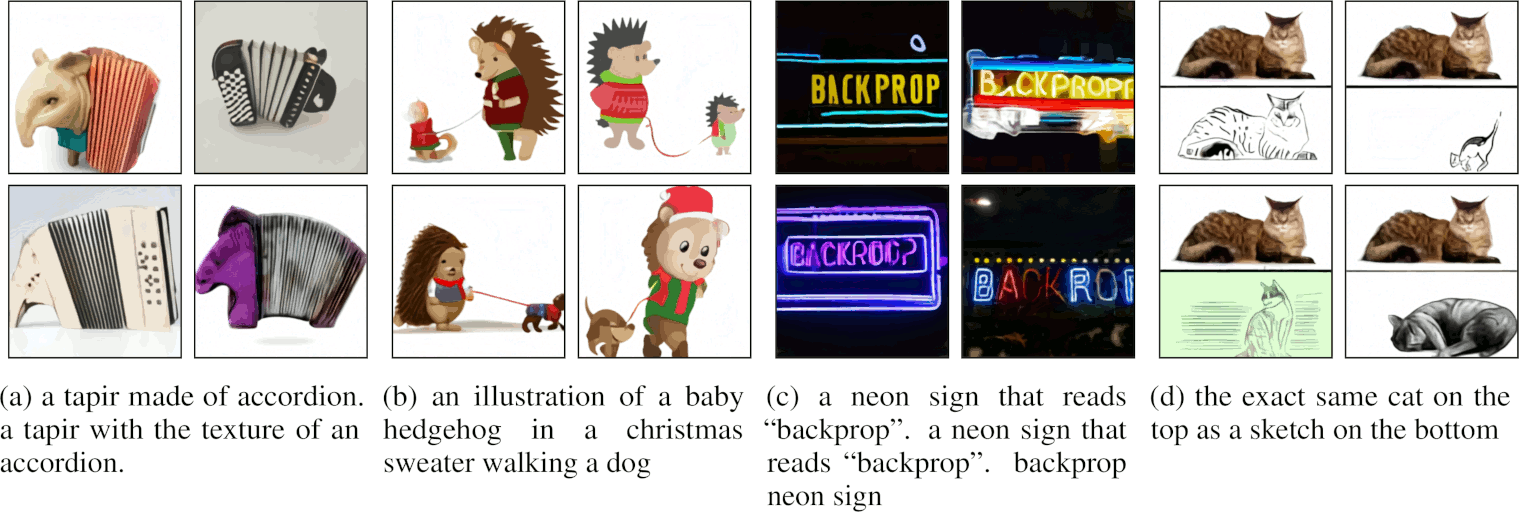 BACKPROP
BACKPROPP
BACKROG?
BACKROP
(a) a tapir made of accordion.
a tapir with the texture of an
accordion.
(b) an illustration of a baby
hedgehog in a christmas
sweater walking a dog
(c) a neon sign that reads
“backprop”. a neon sign that
reads “backprop”. backprop
neon sign
(d) the exact same cat on the
top as a sketch on the bottom